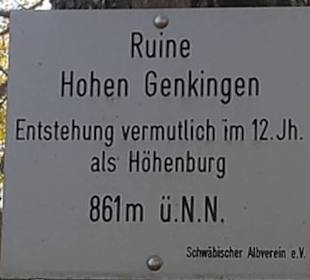 Ruine
Hohen Genkingen
Entstehung vermutlich im 12.Jh.
als Höhenburg
861m ü.N.N.
Schwäbischer Albverein e.V.